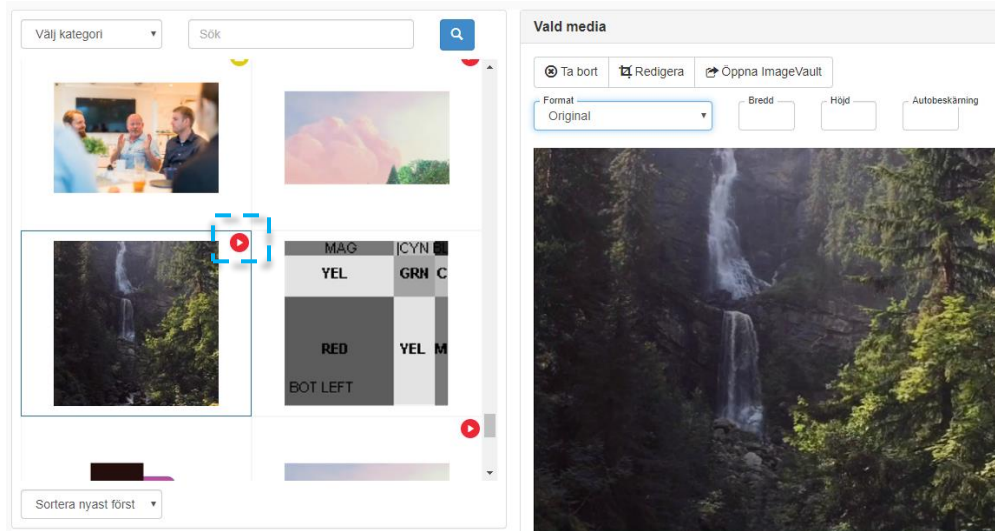 Välj kategori
Sök
MAG
CYN
YEL
GRN
C
RED
YEL
M
BOT LEFT
Sortera nyast först
Vald media
Ta bort
Redigera
Öppna ImageVault
Format
Bredd
Höjd
Autobeskärning
Original